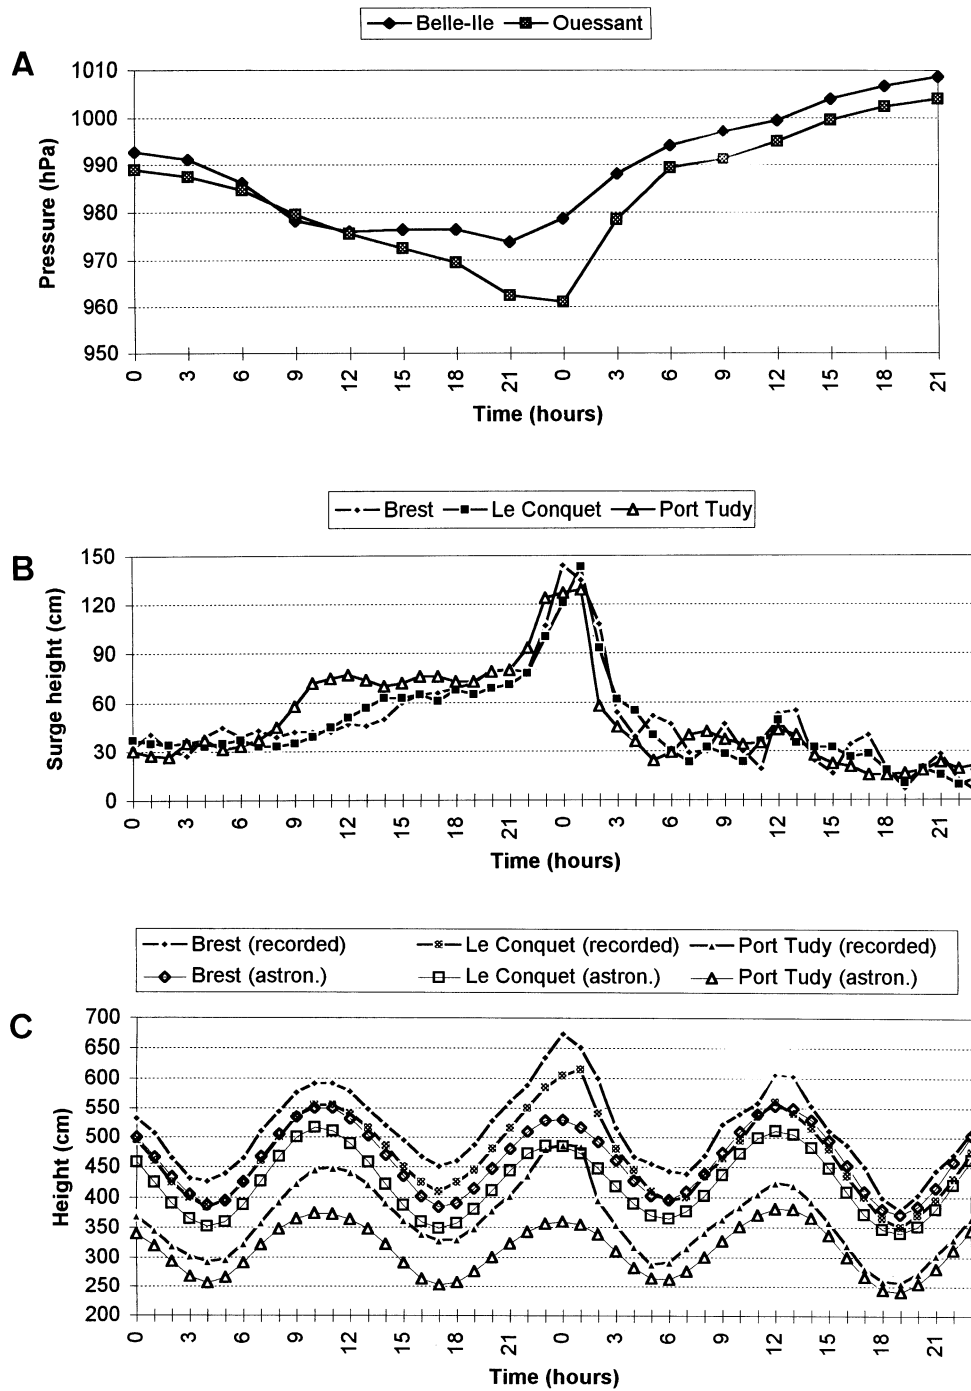 Belle-Ile Ouessant
A
Pressure (hPa)
1010
1000
990
980
970
960
950
0 3 6 9 12 15 18 21 0 3 6 9 12 15 18 21
Time (hours)
Brest Le Conquet Port Tudy
B
Surge height (cm)
150
120
90
60
30
0
0 3 6 9 12 15 18 21 0 3 6 9 12 15 18 21
Time (hours)
Brest (recorded) Le Conquet (recorded) Port Tudy (recorded)
Brest (astron.) Le Conquet (astron.) Port Tudy (astron.)
C
Height (cm)
700
650
600
550
500
450
400
350
300
250
200
0 3 6 9 12 15 18 21 0 3 6 9 12 15 18 21
Time (hours)